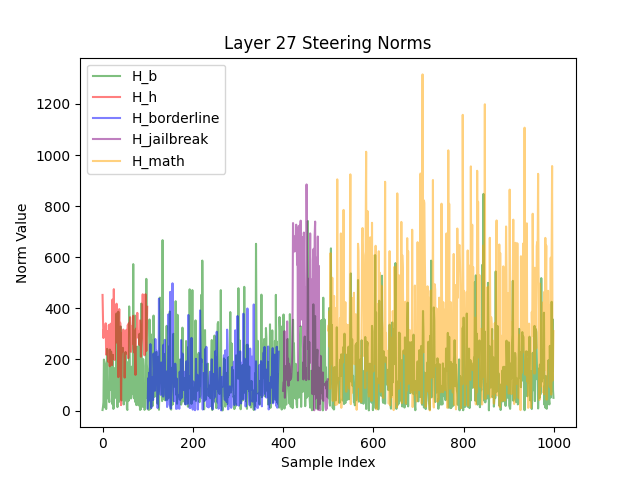 Layer 27 Steering Norms
H_b
H_h
H_borderline
H_jailbreak
H_math
Norm Value
1200
1000
800
600
400
200
0
0 200 400 600 800 1000
Sample Index